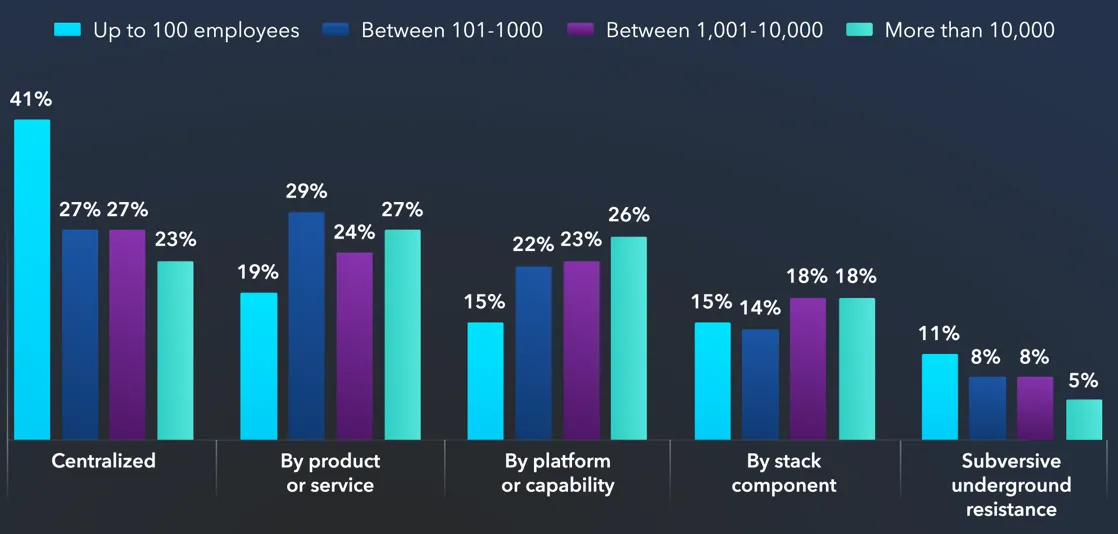 Up to 100 employees Between 101-1000 Between 1,001-10,000 More than 10,000
41%
27% 27%
23%
19%
29%
24%
27%
15%
22% 23%
26%
15% 14%
18% 18%
11%
8% 8%
5%
Centralized
By product
or service
By platform
or capability
By stack
component
Subversive
underground
resistance